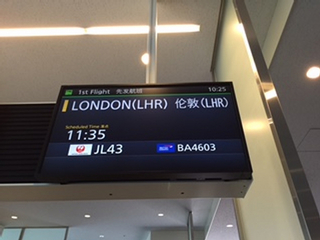 1st Flight 先发航班 10:25
LONDON(LHR) 伦敦(LHR)
Scheduled Time
11:35
JL43 BA4603